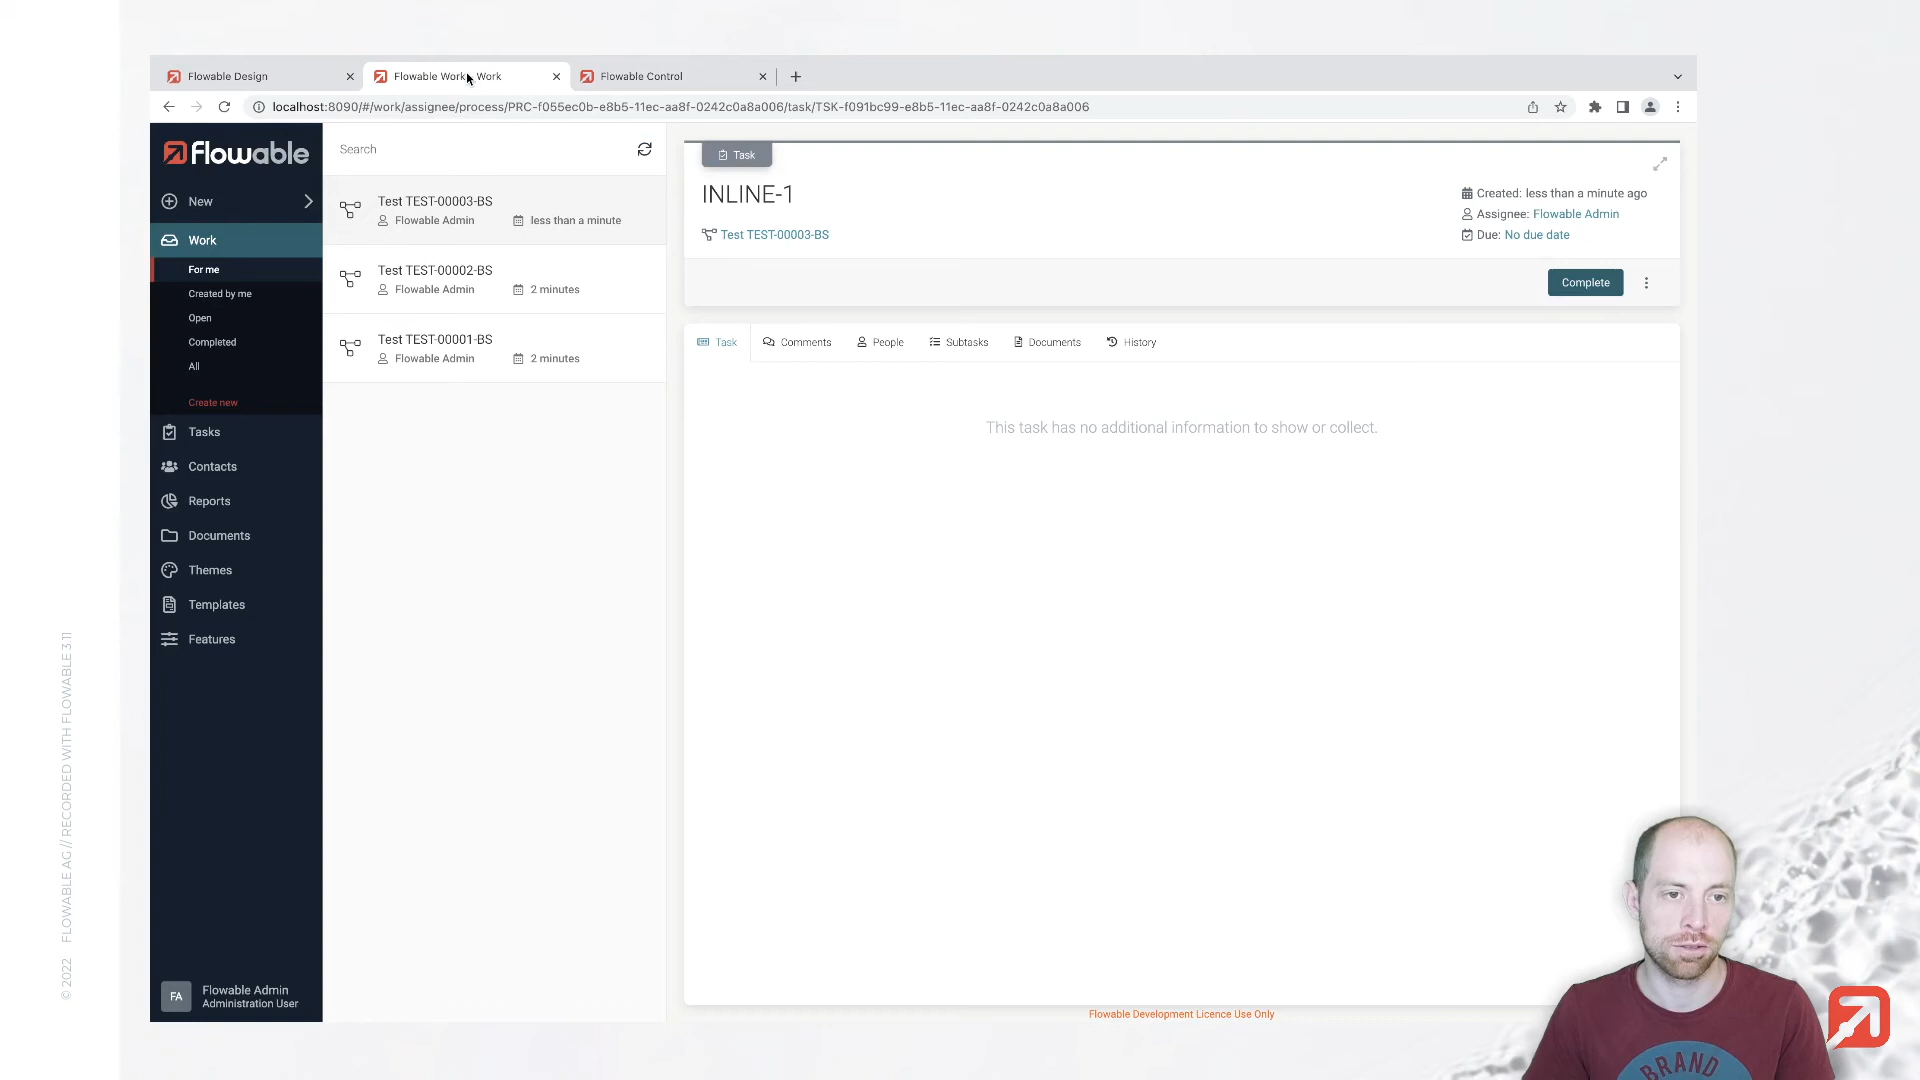 Flowable Design
Flowable Work - Work
Flowable Control
localhost:8090/#/work/assignee/process/PRC-f055ec0b-e8b5-11ec-aa8f-0242c0a8a006/task/TSK-f091bc99-e8b5-11ec-aa8f-0242c0a8a006
Flowable
New
Work
For me
Created by me
Open
Completed
All
Create new
Tasks
Contacts
Reports
Documents
Themes
Templates
Features
FA
Flowable Admin
Administration User
Search
Test TEST-00003-BS
Flowable Admin
less than a minute
Test TEST-00002-BS
Flowable Admin
2 minutes
Test TEST-00001-BS
Flowable Admin
2 minutes
Task
INLINE-1
Test TEST-00003-BS
Created: less than a minute ago
Assignee: Flowable Admin
Due: No due date
Complete
Task
Comments
People
Subtasks
Documents
History
This task has no additional information to show or collect.
Flowable Development Licence Use Only
© 2022 FLOWABLE AG // RECORDED WITH FLOWABLE 3.11
BRAND